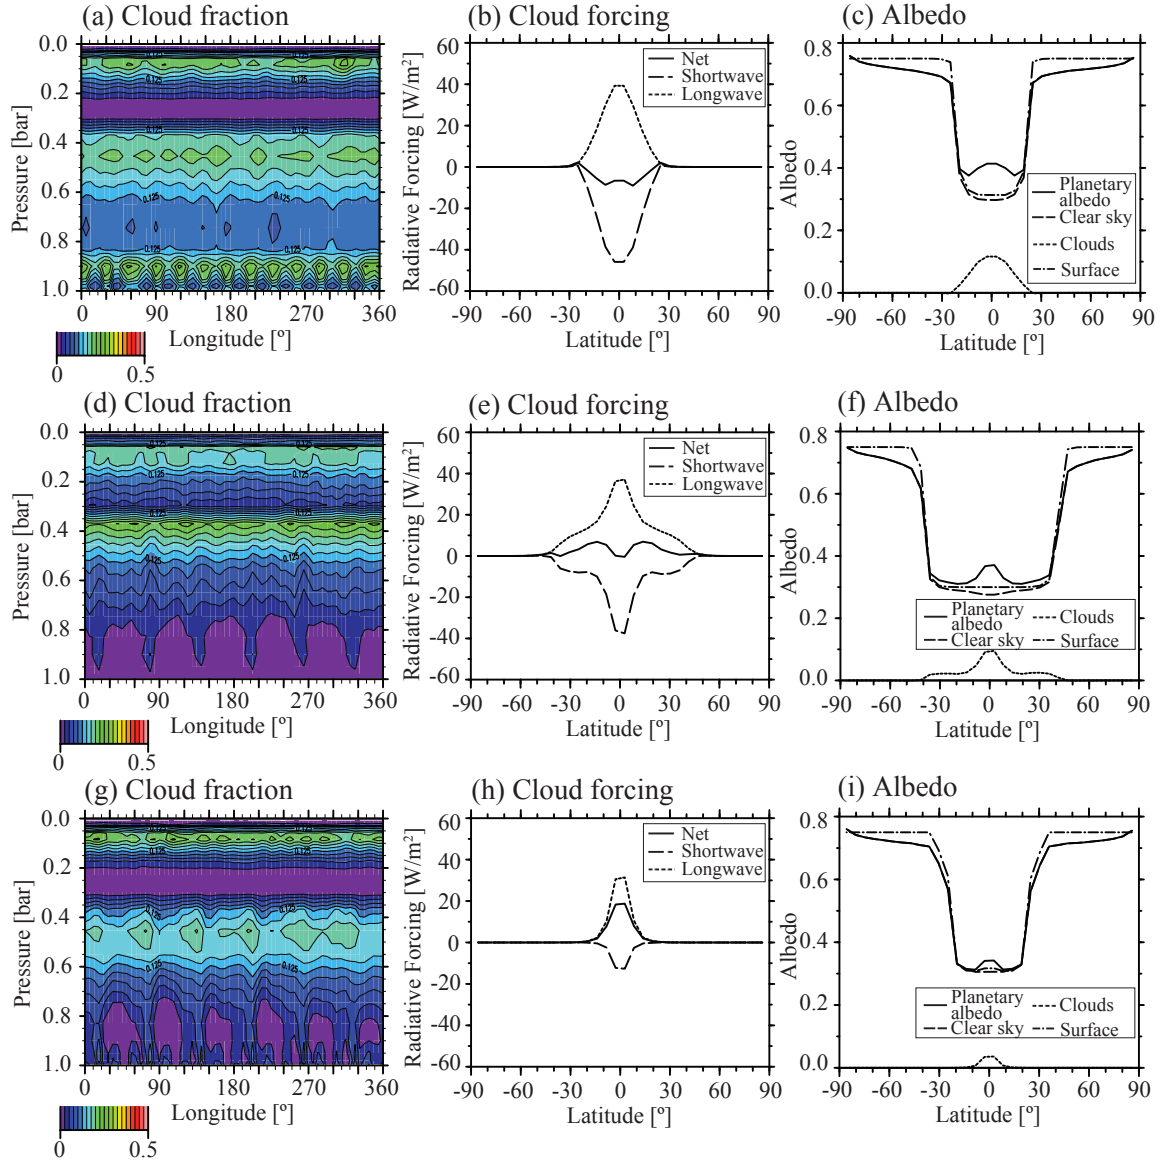 (a) Cloud fraction
(b) Cloud forcing
(c) Albedo
Pressure [bar]
0.0
0.2
0.4
0.6
0.8
1.0
0.125
0.125
0.125
0.125
0.125
0.125
0 90 180 270 360
Longitude [º]
0 0.5
Radiative Forcing [W/m²]
60
40
20
0
-20
-40
-60
Net
Shortwave
Longwave
-90 -60 -30 0 30 60 90
Latitude [º]
Albedo
0.8
0.6
0.4
0.2
0.0
Planetary
albedo
Clear sky
Clouds
Surface
-90 -60 -30 0 30 60 90
Latitude [º]
(d) Cloud fraction
(e) Cloud forcing
(f) Albedo
Pressure [bar]
0.0
0.2
0.4
0.6
0.8
1.0
0.125
0.125
0.125
0.125
0.125
0.125
0 90 180 270 360
Longitude [º]
0 0.5
Radiative Forcing [W/m²]
60
40
20
0
-20
-40
-60
Net
Shortwave
Longwave
-90 -60 -30 0 30 60 90
Latitude [º]
Albedo
0.8
0.6
0.4
0.2
0.0
Planetary
albedo
Clear sky
Clouds
Surface
-90 -60 -30 0 30 60 90
Latitude [º]
(g) Cloud fraction
(h) Cloud forcing
(i) Albedo
Pressure [bar]
0.0
0.2
0.4
0.6
0.8
1.0
0.125
0.125
0.125
0.125
0.125
0.125
0 90 180 270 360
Longitude [º]
0 0.5
Radiative Forcing [W/m²]
60
40
20
0
-20
-40
-60
Net
Shortwave
Longwave
-90 -60 -30 0 30 60 90
Latitude [º]
Albedo
0.8
0.6
0.4
0.2
0.0
Planetary
albedo
Clear sky
Clouds
Surface
-90 -60 -30 0 30 60 90
Latitude [º]